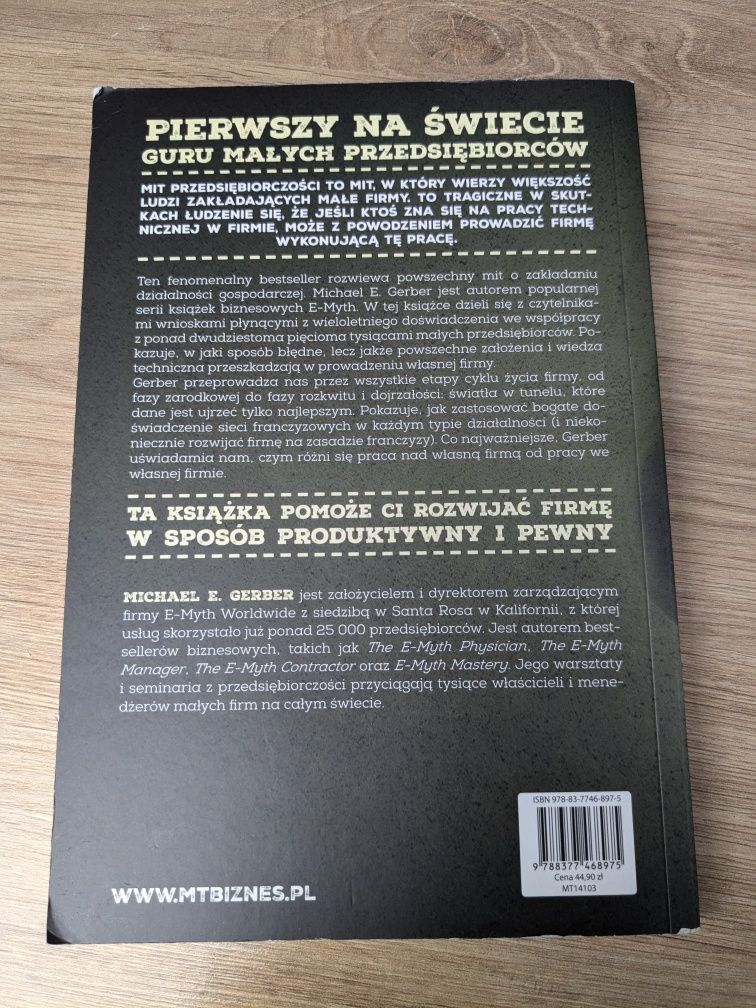 PIERWSZY NA ŚWIECIE
GURU MAŁYCH PRZEDSIĘBIORCÓW
MIT PRZEDSIĘBIORCZOŚCI TO MIT, W KTÓRY WIERZY WIĘKSZOŚĆ
LUDZI ZAKŁADAJĄCYCH MAŁE FIRMY. TO TRAGICZNE W SKUT-
KACH ŁUDZENIE SIĘ, ŻE JEŚLI KTOŚ ZNA SIĘ NA PRACY TECH-
NICZNEJ W FIRMIE, MOŻE Z POWODZENIEM PROWADZIĆ FIRMĘ
WYKONUJĄCĄ TĘ PRACĘ.
Ten fenomenalny bestseller rozwiewa powszechny mit o zakładaniu
działalności gospodarczej. Michael E. Gerber jest autorem popularnej
serii książek biznesowych E-Myth. W tej książce dzieli się z czytelnika-
mi wnioskami płynącymi z wieloletniego doświadczenia we współpracy
z ponad dwudziestoma pięcioma tysiącami małych przedsiębiorców. Po-
kazuje, w jaki sposób błędne, lecz jakże powszechne założenia i wiedza
techniczna przeszkadzają w prowadzeniu własnej firmy.
Gerber przeprowadza nas przez wszystkie etapy cyklu życia firmy, od
fazy zarodkowej do fazy rozkwitu i dojrzałości: światła w tunelu, które
dane jest ujrzeć tylko najlepszym. Pokazuje, jak zastosować bogate do-
świadczenie sieci franczyzowych w każdym typie działalności (i nieko-
niecznie rozwijać firmę na zasadzie franczyzy). Co najważniejsze, Gerber
uświadamia nam, czym różni się praca nad własną firmą od pracy we
własnej firmie.
TA KSIĄŻKA POMOŻE CI ROZWIJAĆ FIRMĘ
W SPOSÓB PRODUKTYWNY I PEWNY
MICHAEL E. GERBER jest założycielem i dyrektorem zarządzającym
firmy E-Myth Worldwide z siedzibą w Santa Rosa w Kalifornii, z której
usług skorzystało już ponad 25 000 przedsiębiorców. Jest autorem best-
sellerów biznesowych, takich jak The E-Myth Physician, The E-Myth
Manager, The E-Myth Contractor oraz E-Myth Mastery. Jego warsztaty
i seminaria z przedsiębiorczości przyciągają tysiące właścicieli i mene-
dżerów małych firm na całym świecie.
ISBN 978-83-7746-897-5
9 788377 468975
Cena 44,90 zł
MT14103
WWW.MTBIZNES.PL